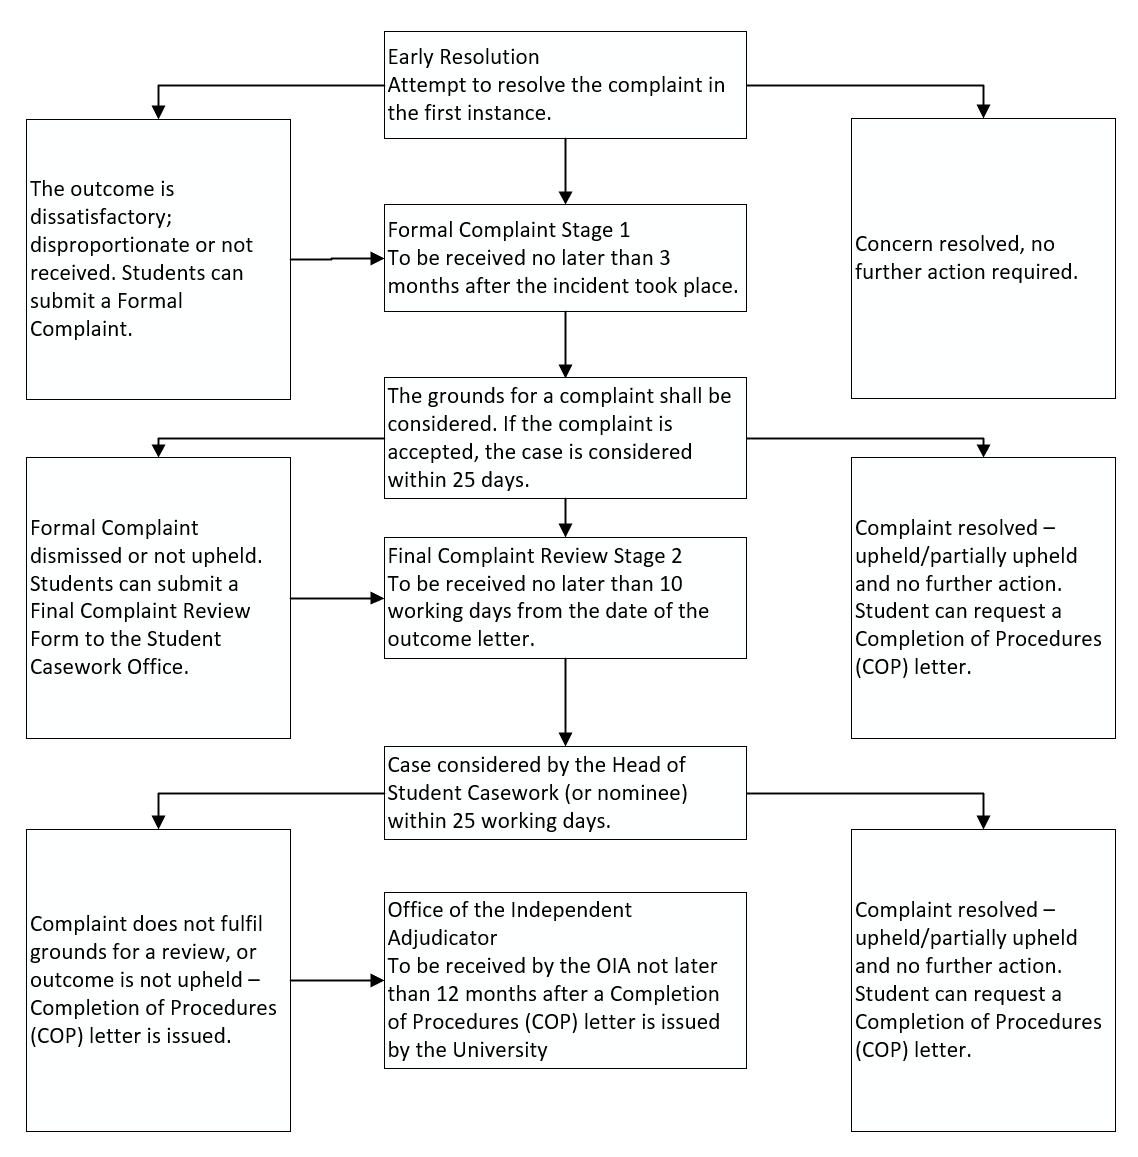 Early Resolution
Attempt to resolve the complaint in
the first instance.
The outcome is
dissatisfactory;
disproportionate or not
received. Students can
submit a Formal
Complaint.
Formal Complaint Stage 1
To be received no later than 3
months after the incident took place.
Concern resolved, no
further action required.
The grounds for a complaint shall be
considered. If the complaint is
accepted, the case is considered
within 25 days.
Formal Complaint
dismissed or not upheld.
Students can submit a
Final Complaint Review
Form to the Student
Casework Office.
Final Complaint Review Stage 2
To be received no later than 10
working days from the date of the
outcome letter.
Complaint resolved –
upheld/partially upheld
and no further action.
Student can request a
Completion of Procedures
(COP) letter.
Case considered by the Head of
Student Casework (or nominee)
within 25 working days.
Complaint does not fulfil
grounds for a review, or
outcome is not upheld –
Completion of Procedures
(COP) letter is issued.
Office of the Independent
Adjudicator
To be received by the OIA not later
than 12 months after a Completion
of Procedures (COP) letter is issued
by the University
Complaint resolved –
upheld/partially upheld
and no further action.
Student can request a
Completion of Procedures
(COP) letter.